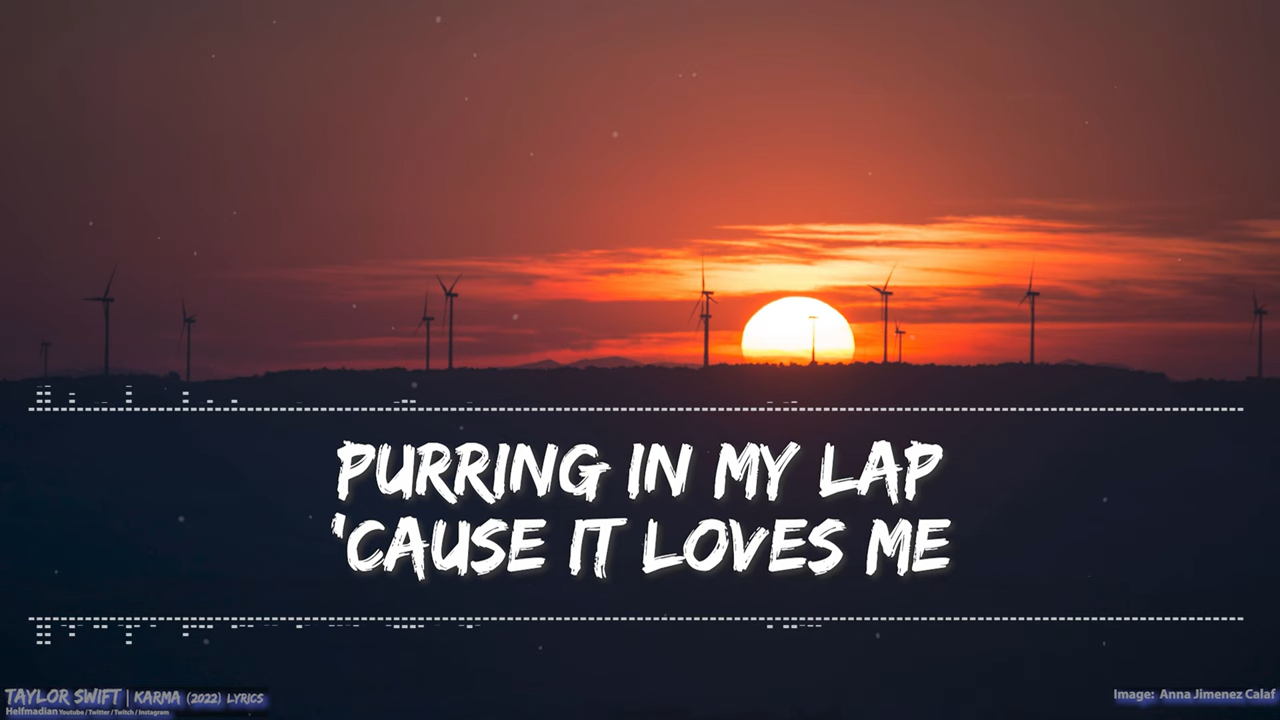 PURRING IN MY LAP
'CAUSE IT LOVES ME
TAYLOR SWIFT | KARMA (2022) LYRICS
Helfmadian Youtube / Twitter / Twitch / Instagram
Image: Anna Jimenez Calaf